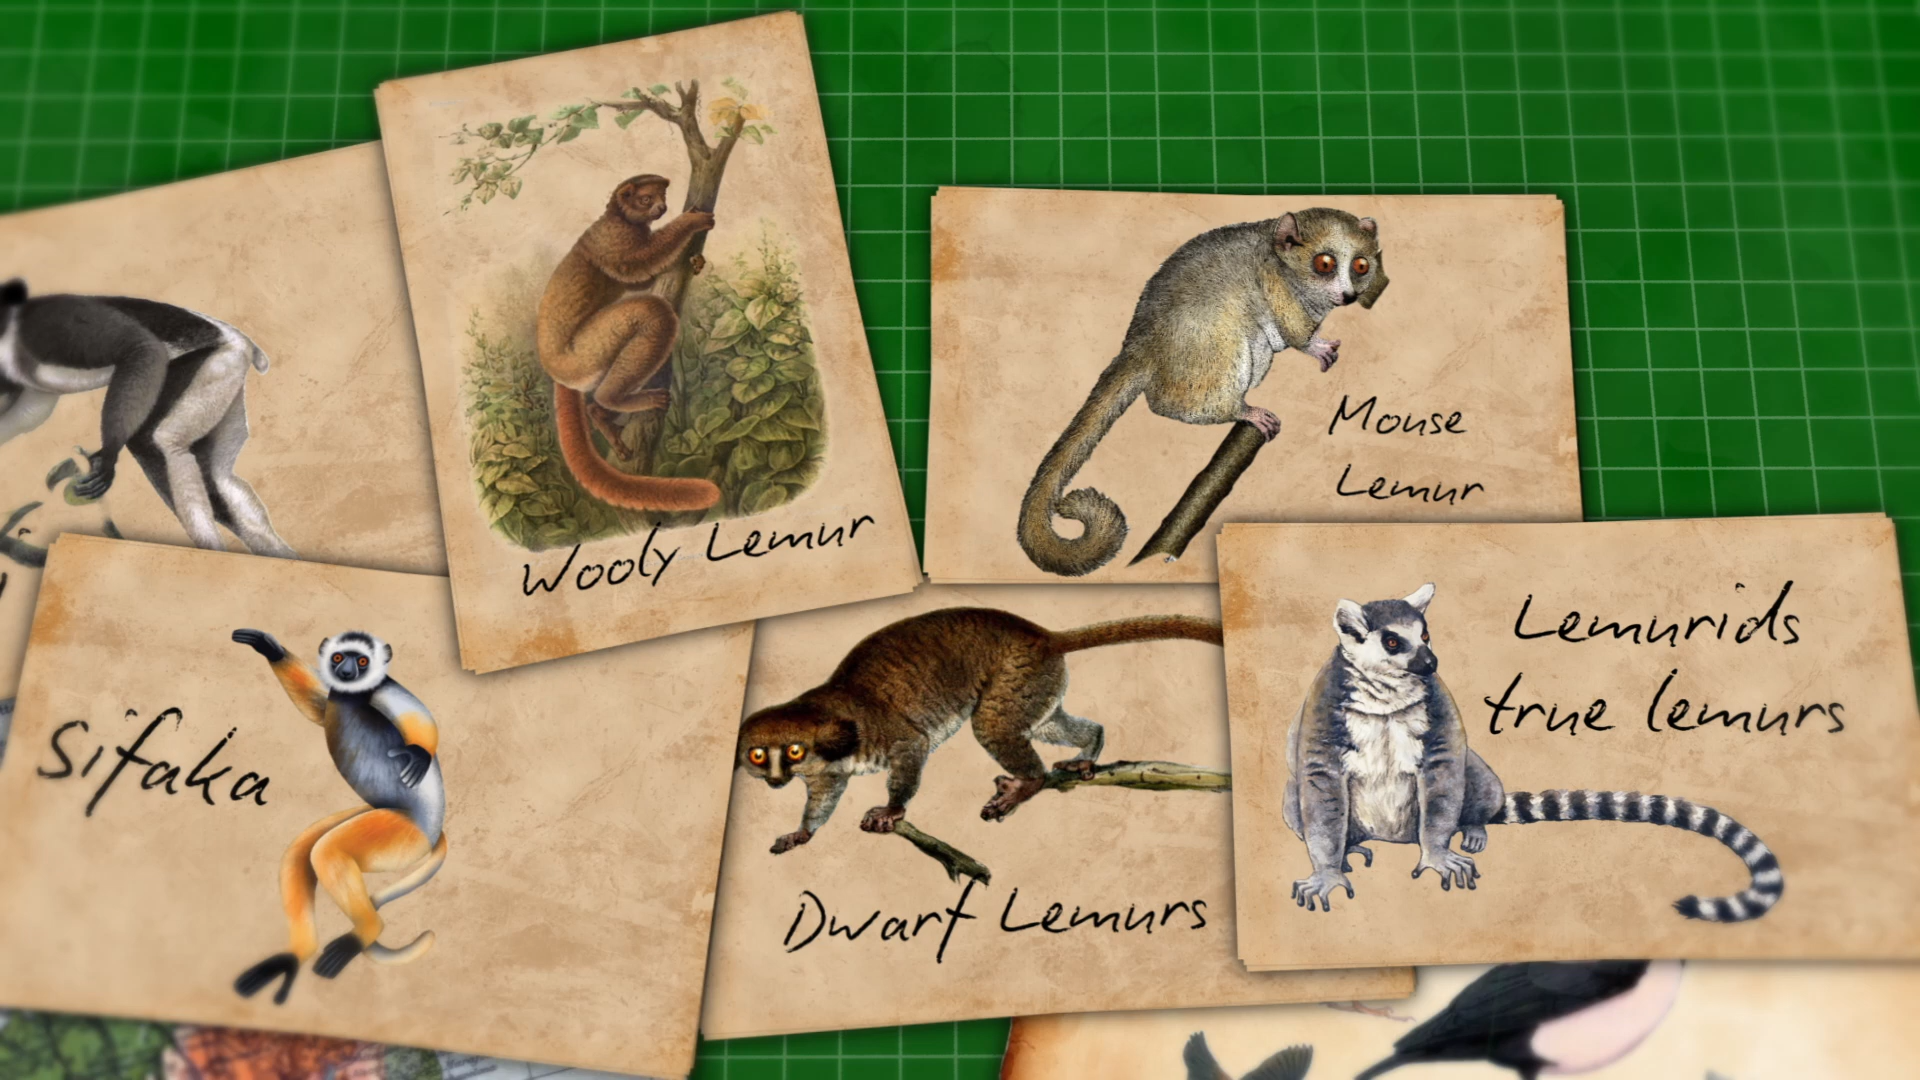 Wooly Lemur
Mouse
Lemur
Sifaka
Dwarf Lemurs
Lemurids
true lemurs